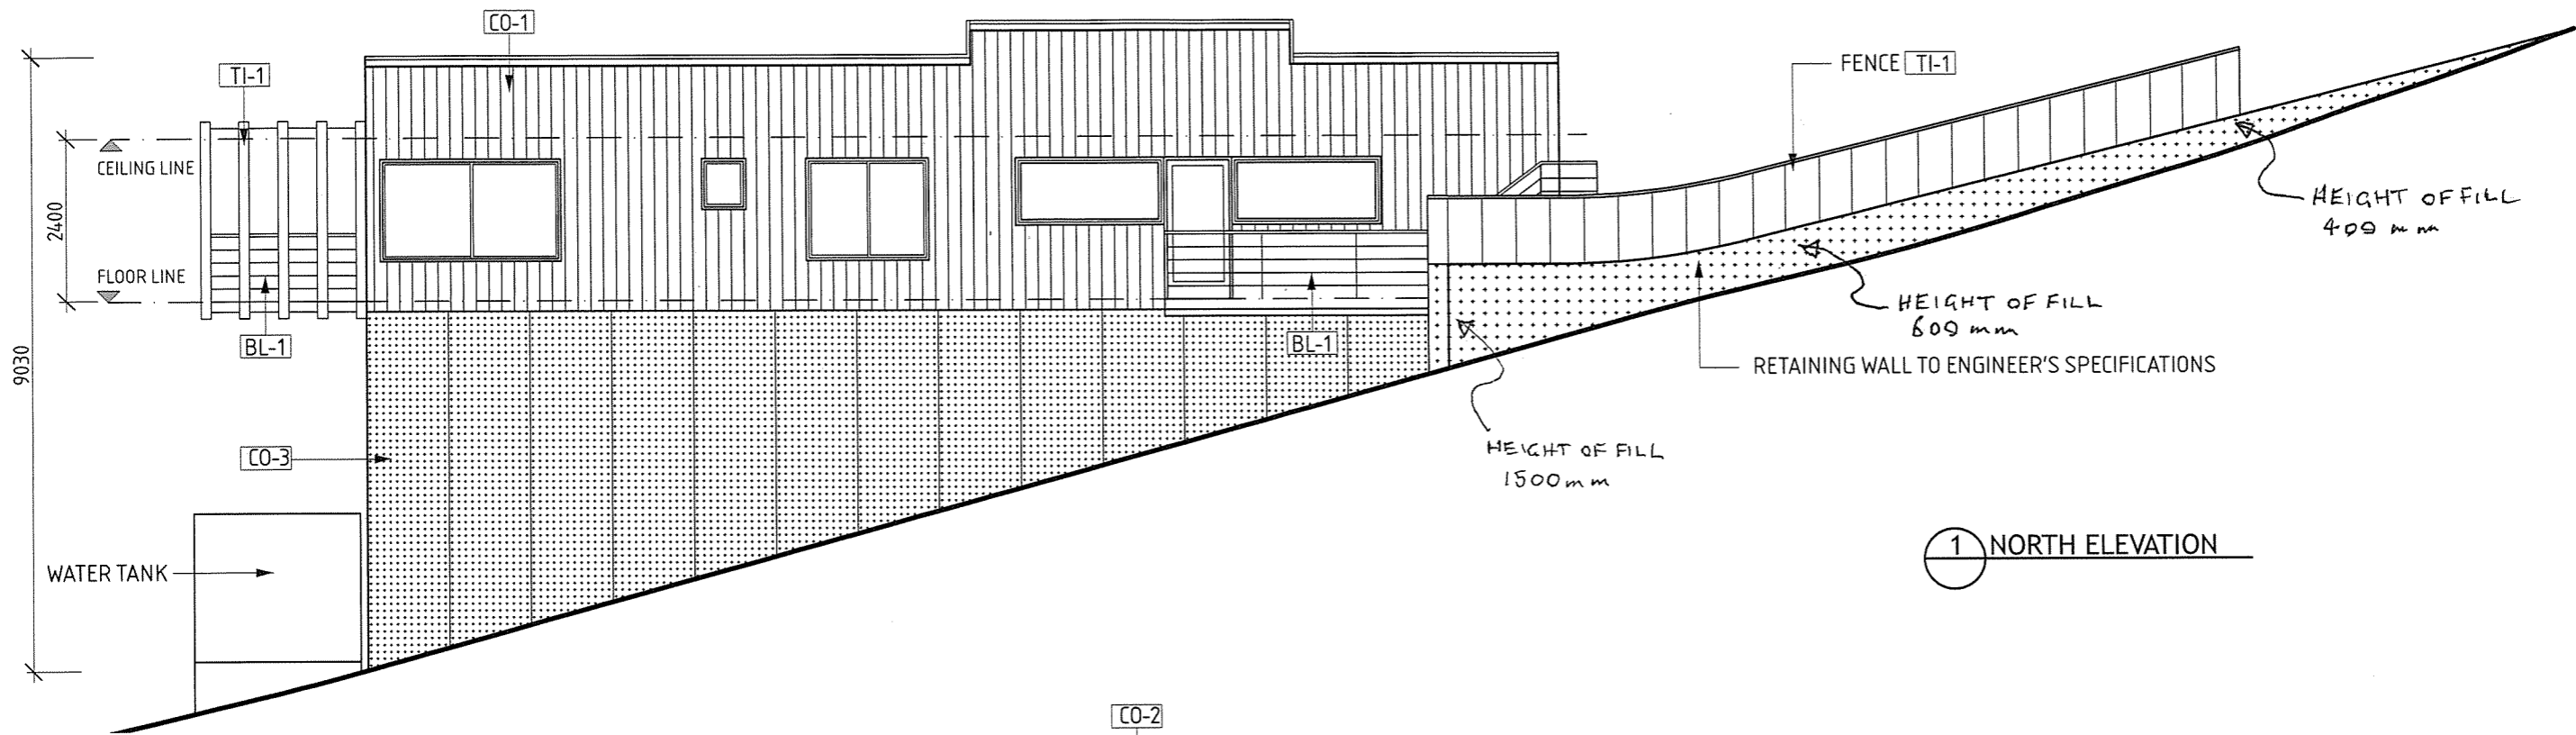 CO-1
TI-1
FENCE TI-1
CEILING LINE
2400
FLOOR LINE
HEIGHT OF FILL
400 mm
HEIGHT OF FILL
600 mm
BL-1
BL-1
9030
RETAINING WALL TO ENGINEER'S SPECIFICATIONS
CO-3
HEIGHT OF FILL
1500mm
1 NORTH ELEVATION
WATER TANK
CO-2